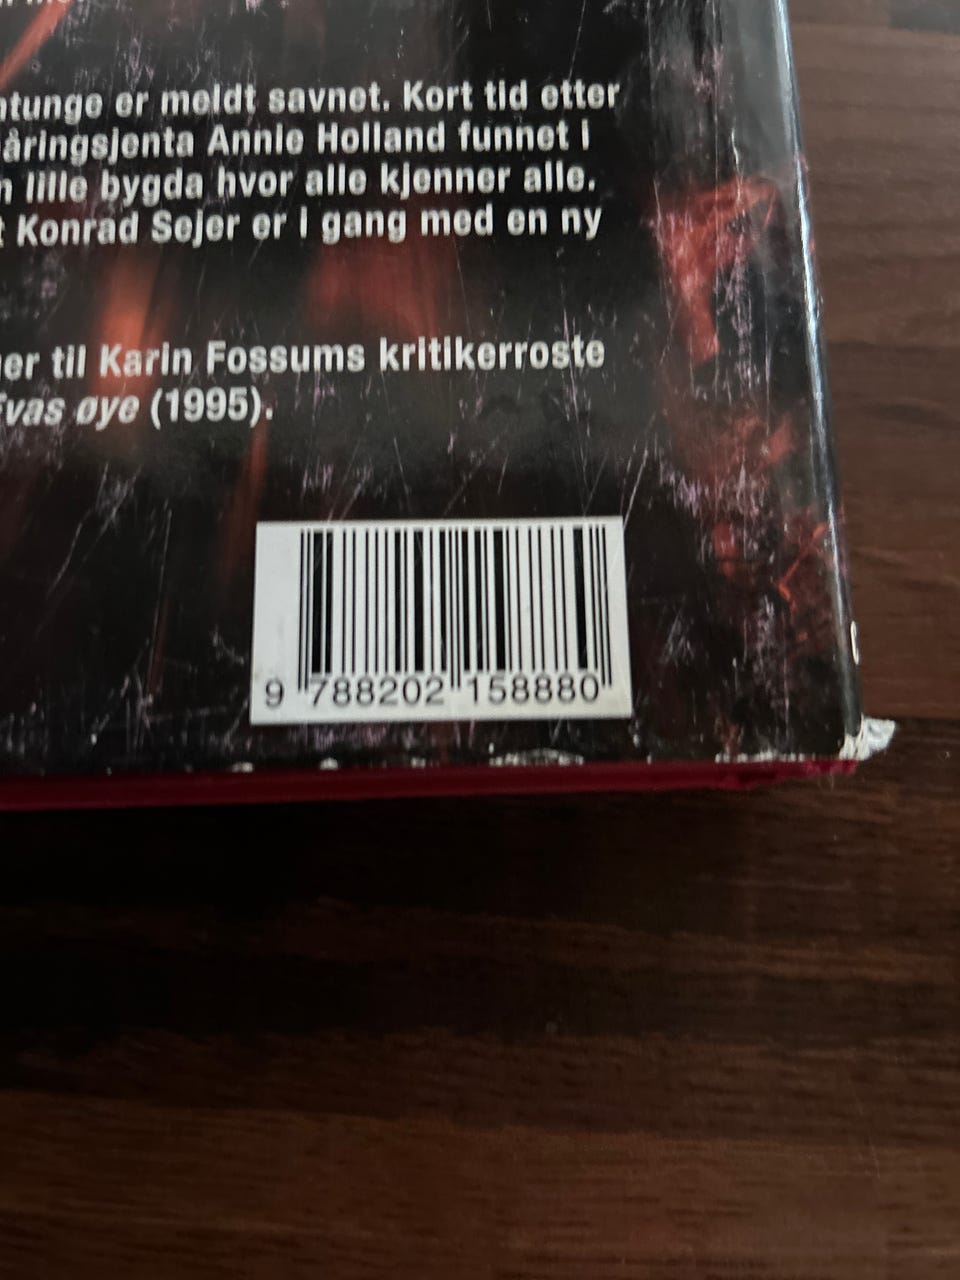 ntunge er meldt savnet. Kort tid etter
åringsjenta Annie Holland funnet i
n lille bygda hvor alle kjenner alle.
t Konrad Sejer er i gang med en ny
er til Karin Fossums kritikerroste
Evas øye (1995).
9 788202 158880